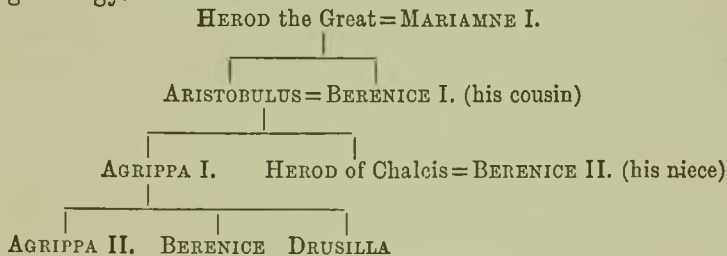 HEROD the Great=MARIAMNE I.
ARISTOBULUS=BERENICE I. (his cousin)
AGRIPPA I. HEROD of Chalcis=BERENICE II. (his niece)
AGRIPPA II. BERENICE DRUSILLA